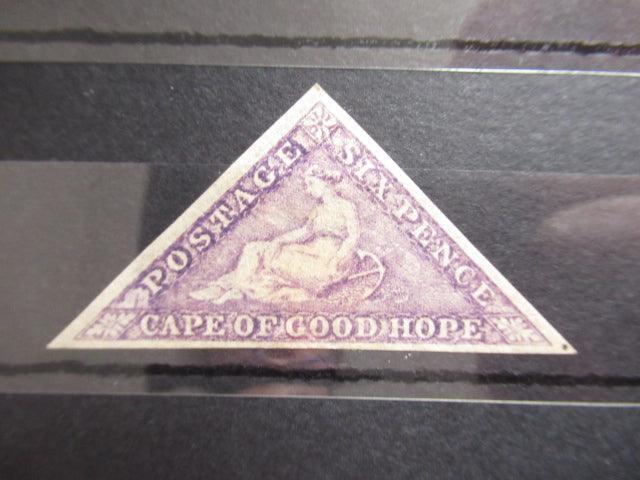 POSTAGE
SIX PENCE
CAPE OF GOOD HOPE